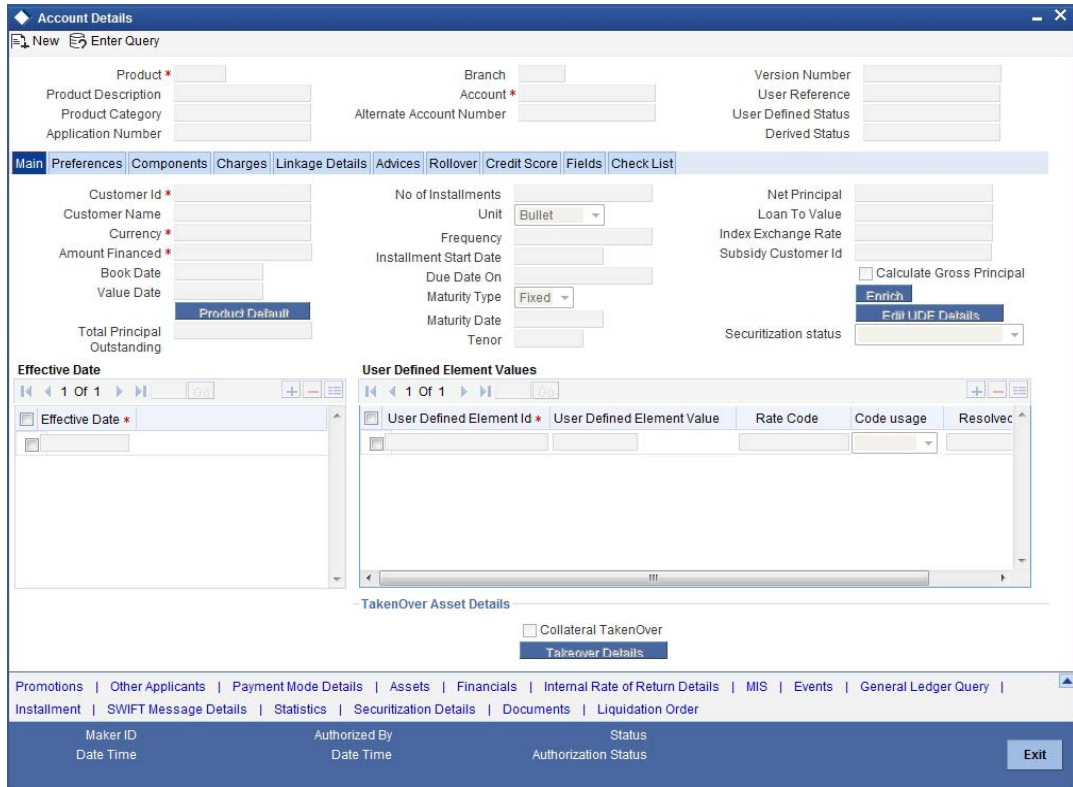 Account Details
New Enter Query
Product * Branch Version Number
Product Description Account * User Reference
Product Category Alternate Account Number User Defined Status
Application Number Derived Status
Main Preferences Components Charges Linkage Details Advices Rollover Credit Score Fields Check List
Customer Id * No of Installments Net Principal
Customer Name Unit Bullet Loan To Value
Currency * Frequency Index Exchange Rate
Amount Financed * Installment Start Date Subsidy Customer Id
Book Date Due Date On Calculate Gross Principal
Value Date Maturity Type Fixed Enrich
Product Default Maturity Date Edit UDE Details
Total Principal Outstanding Tenor Securitization status
Effective Date User Defined Element Values
1 Of 1 Go 1 Of 1 Go
Effective Date * User Defined Element Id * User Defined Element Value Rate Code Code usage Resolved
TakenOver Asset Details
Collateral TakenOver
Takeover Details
Promotions | Other Applicants | Payment Mode Details | Assets | Financials | Internal Rate of Return Details | MIS | Events | General Ledger Query |
Installment | SWIFT Message Details | Statistics | Securitization Details | Documents | Liquidation Order
Maker ID Authorized By Status
Date Time Date Time Authorization Status
Exit